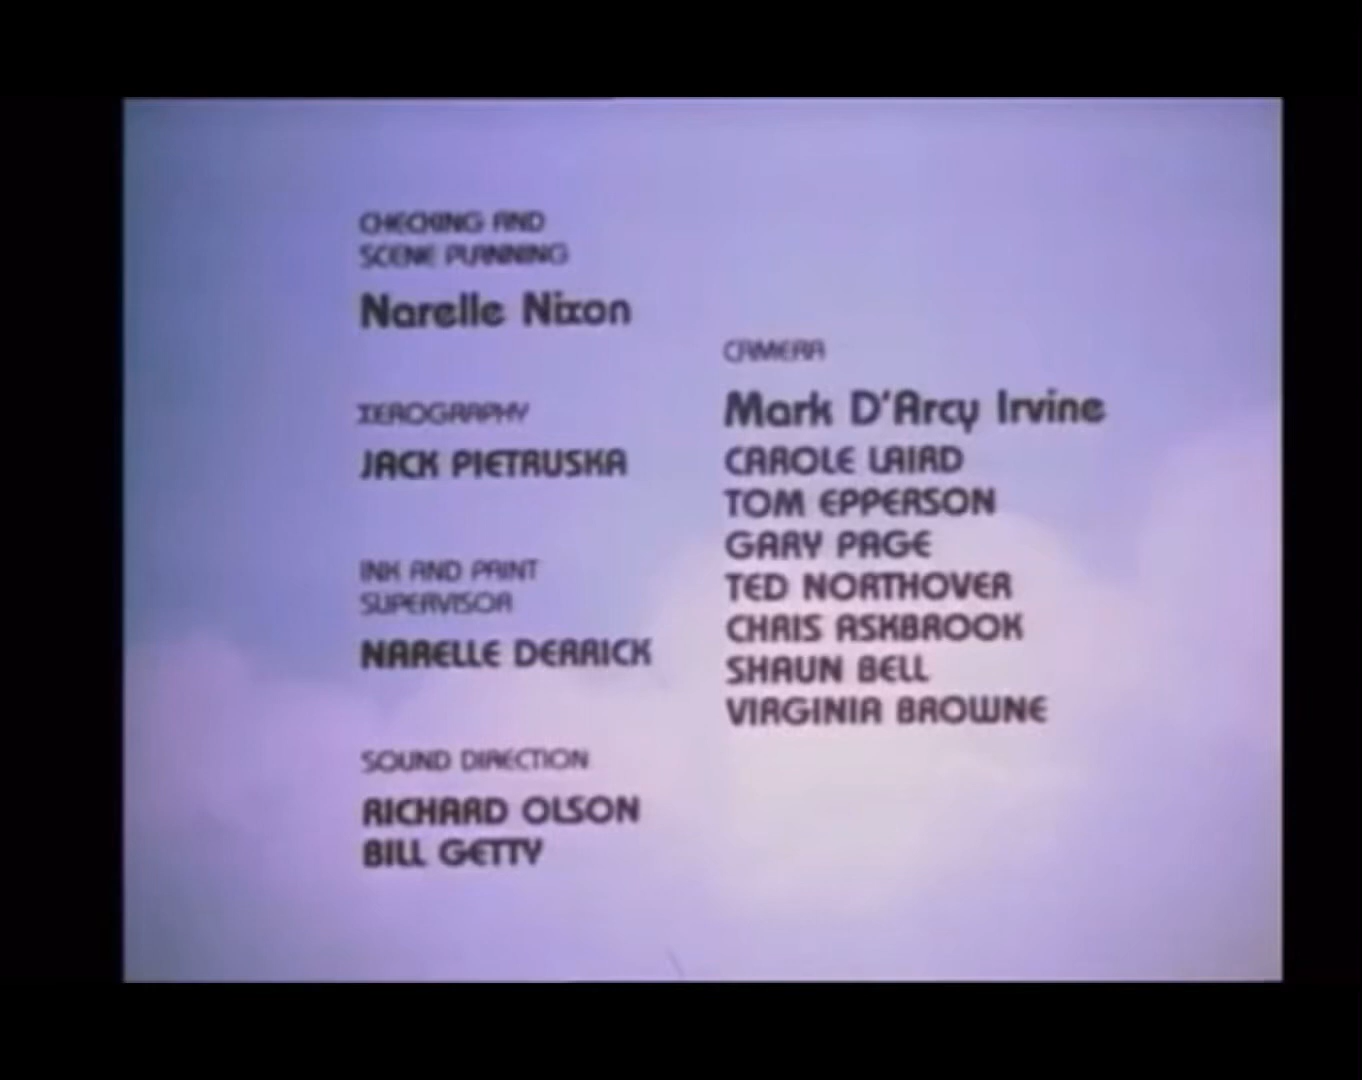 CHECKING AND
SCENE PLANNING
Narelle Nixon
XEROGRAPHY
JACK PIETRUSKA
INK AND PAINT
SUPERVISOR
NARELLE DERRICK
SOUND DIRECTION
RICHARD OLSON
BILL GETTY
CAMERA
Mark D'Arcy Irvine
CAROLE LAIRD
TOM EPPERSON
GARY PAGE
TED NORTHOVER
CHRIS ASKBROOK
SHAUN BELL
VIRGINIA BROWNE